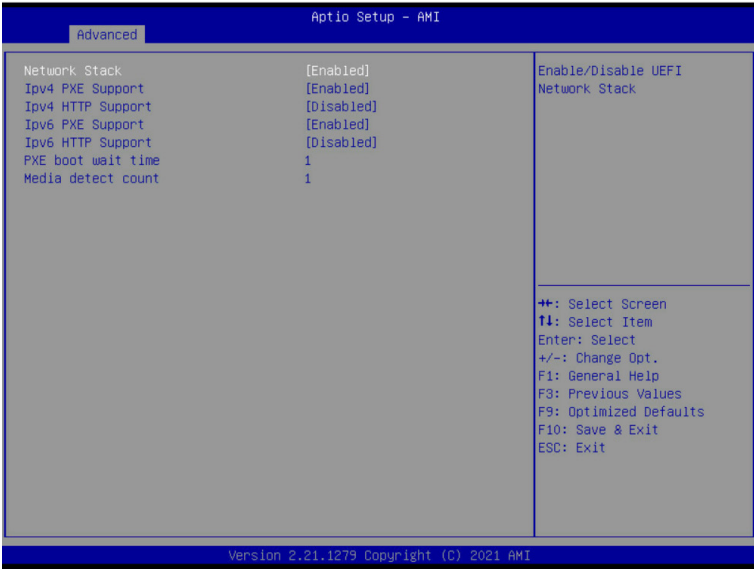 Aptio Setup – AMI
Advanced
Network Stack [Enabled]
Ipv4 PXE Support [Enabled]
Ipv4 HTTP Support [Disabled]
Ipv6 PXE Support [Enabled]
Ipv6 HTTP Support [Disabled]
PXE boot wait time 1
Media detect count 1
Enable/Disable UEFI
Network Stack
→←: Select Screen
↑↓: Select Item
Enter: Select
+/-: Change Opt.
F1: General Help
F3: Previous Values
F9: Optimized Defaults
F10: Save & Exit
ESC: Exit
Version 2.21.1279 Copyright (C) 2021 AMI